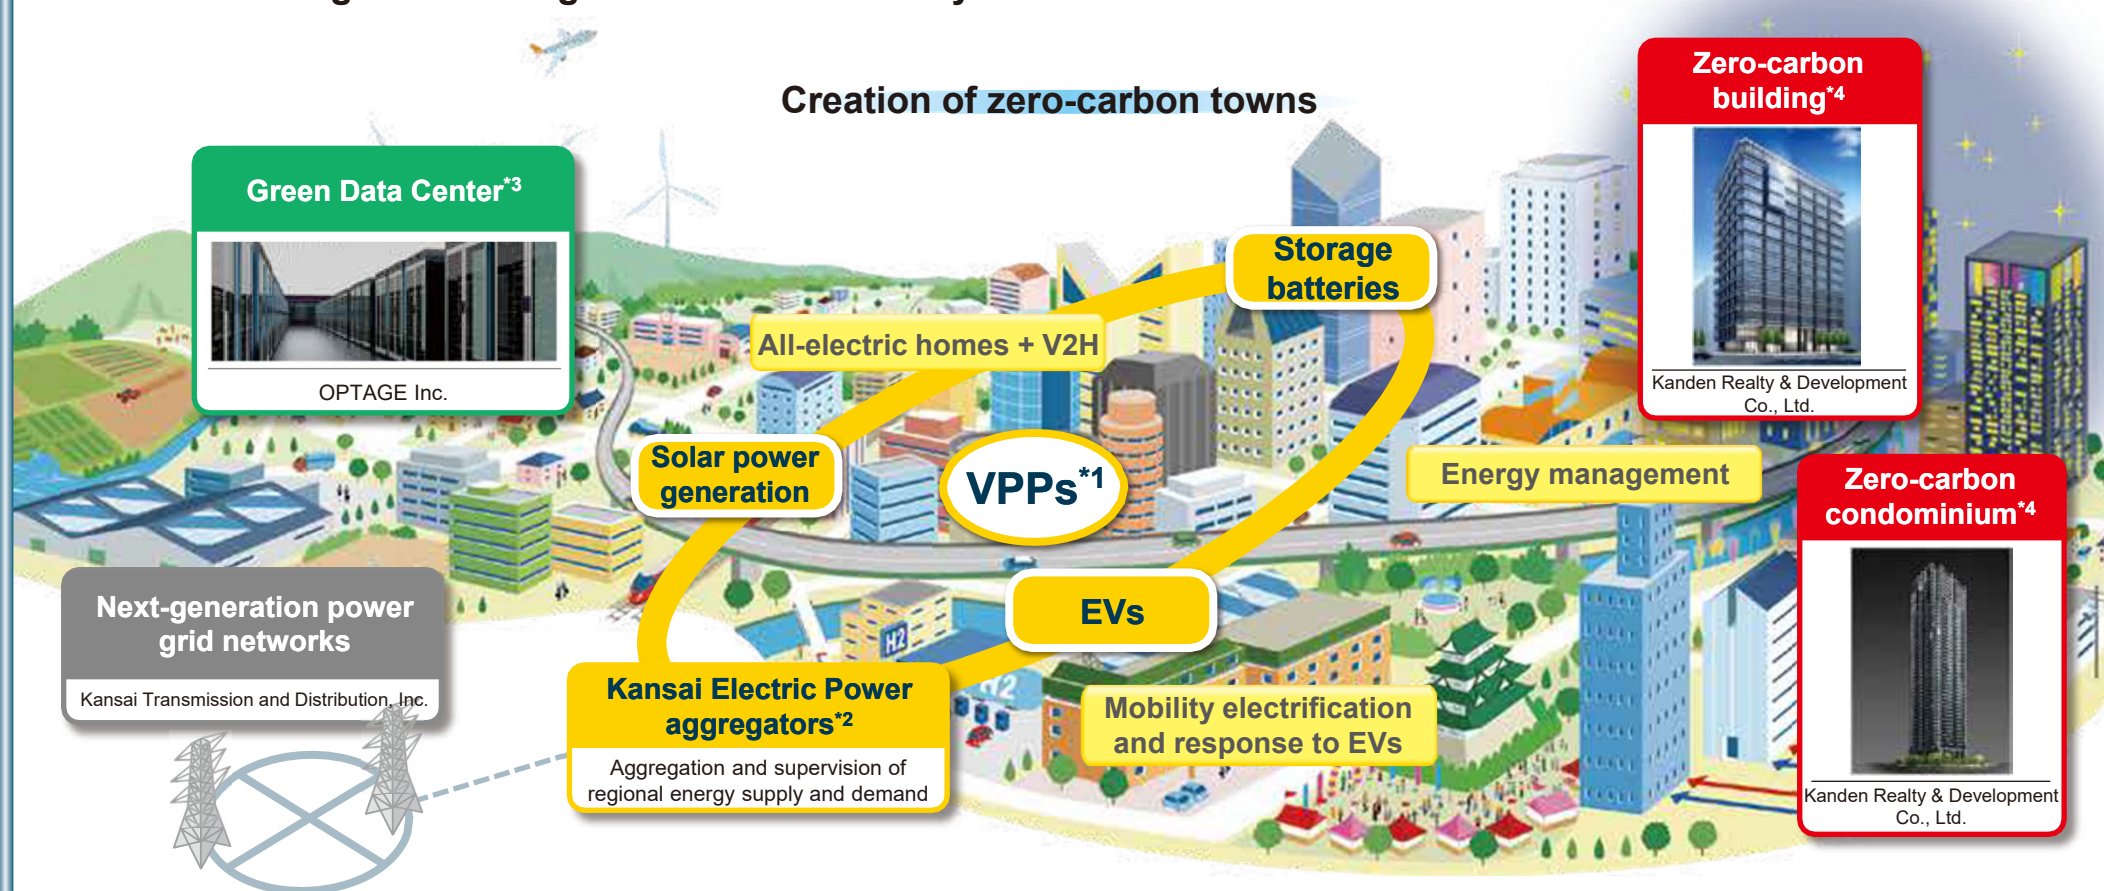 Creation of zero-carbon towns
Zero-carbon
building*4
Kanden Realty & Development
Co., Ltd.
Green Data Center*3
OPTAGE Inc.
Storage
batteries
All-electric homes + V2H
Solar power
generation
VPPs*1
Energy management
Zero-carbon
condominium*4
Kanden Realty & Development
Co., Ltd.
EVs
Next-generation power
grid networks
Kansai Transmission and Distribution, Inc.
H2
H2
Kansai Electric Power
aggregators*2
Aggregation and supervision of
regional energy supply and demand
Mobility electrification
and response to EVs